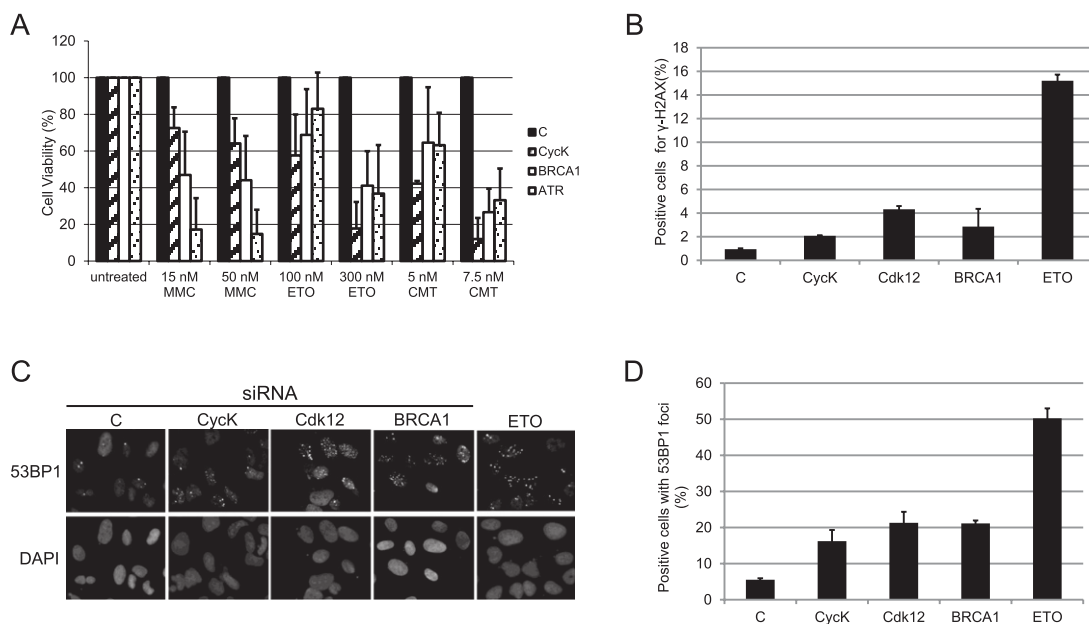 A
120
100
80
60
40
20
0
Cell Viability (%)
untreated
15 nM
MMC
50 nM
MMC
100 nM
ETO
300 nM
ETO
5 nM
CMT
7.5 nM
CMT
C
CycK
BRCA1
ATR
B
18
16
14
12
10
8
6
4
2
0
Positive cells for γ-H2AX(%)
C
CycK
Cdk12
BRCA1
ETO
C
siRNA
C
CycK
Cdk12
BRCA1
ETO
53BP1
DAPI
D
60
50
40
30
20
10
0
Positive cells with 53BP1 foci
(%)
C
CycK
Cdk12
BRCA1
ETO